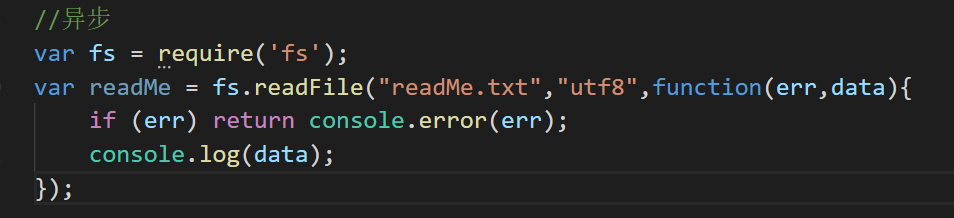 //异步
var fs = require('fs');
var readMe = fs.readFile("readMe.txt","utf8",function(err,data){
    if (err) return console.error(err);
    console.log(data);
});